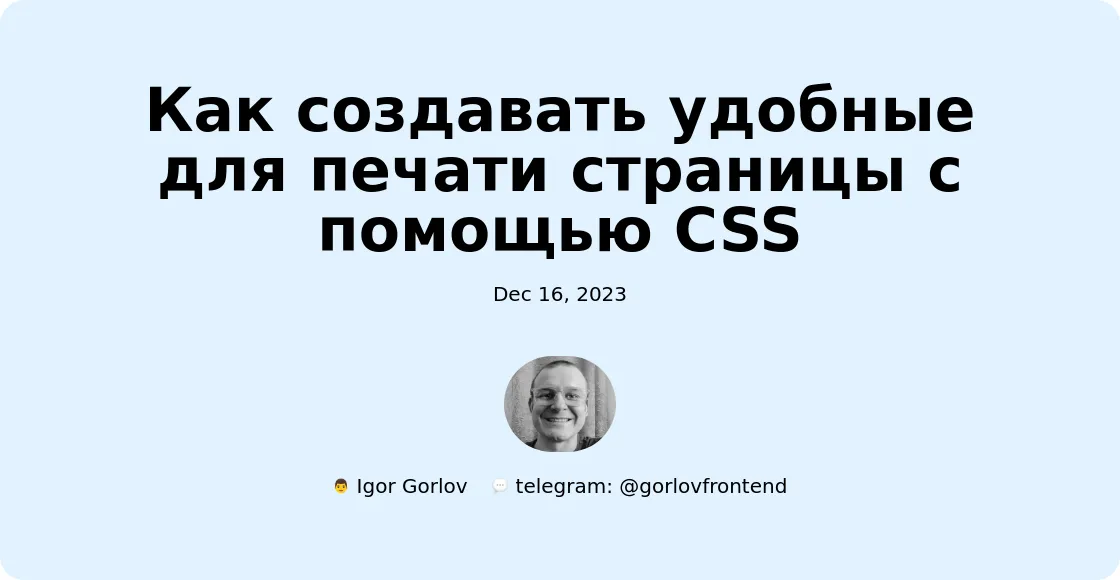 Как создавать удобные
для печати страницы с
помощью CSS
Dec 16, 2023
Igor Gorlov telegram: @gorlovfrontend